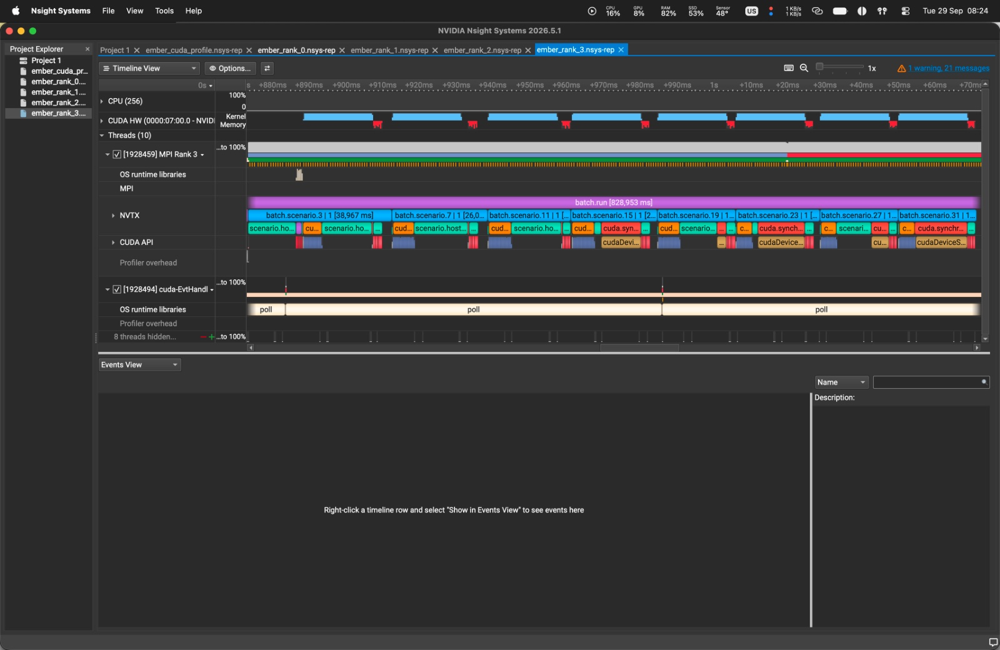 Nsight Systems File View Tools Help CPU 16% GPU 8% RAM 82% SSD 53% Sensor 48° US 1 KB/s 1 KB/s Tue 29 Sep 08:24
NVIDIA Nsight Systems 2026.5.1
Project Explorer ×
Project 1
ember_cuda_pr...
ember_rank_0....
ember_rank_1....
ember_rank_2....
ember_rank_3....
Project 1 × ember_cuda_profile.nsys-rep × ember_rank_0.nsys-rep × ember_rank_1.nsys-rep × ember_rank_2.nsys-rep × ember_rank_3.nsys-rep ×
Timeline View Options... 1x 1 warning, 21 messages
0s s +880ms +890ms +900ms +910ms +920ms +930ms +940ms +950ms +960ms +970ms +980ms +990ms 1s +10ms +20ms +30ms +40ms +50ms +60ms +70ms
CPU (256) 100% 0
CUDA HW (0000:07:00.0 - NVIDI Kernel Memory
Threads (10)
[1928459] MPI Rank 3 ...to 100%
OS runtime libraries
MPI
batch.run [828,953 ms]
NVTX batch.scenario.3 | 1 [38,967 ms] batch.scenario.7 | 1 [26,0... batch.scenario.11 | 1 [... batch.scenario.15 | 1 [2... batch.scenario.19 | 1... batch.scenario.23 | 1 [... batch.scenario.27 | 1... batch.scenario.31 | 1...
scenario.ho... c... scenario.ho... ... cud... scenario.host... ... cud... scenario.ho... ... cud... cuda.syn... ... cud... scenario... ... c... cuda.synch... ... c... scenari... cu... ... c... cuda.synchr... ...
CUDA API cudaDevi... ... cudaDevice... cu... cudaDeviceS...
Profiler overhead
[1928494] cuda-EvtHandl ...to 100%
OS runtime libraries poll poll poll
Profiler overhead
8 threads hidden... − + ...to 100%
Events View
Name
Description:
Right-click a timeline row and select "Show in Events View" to see events here